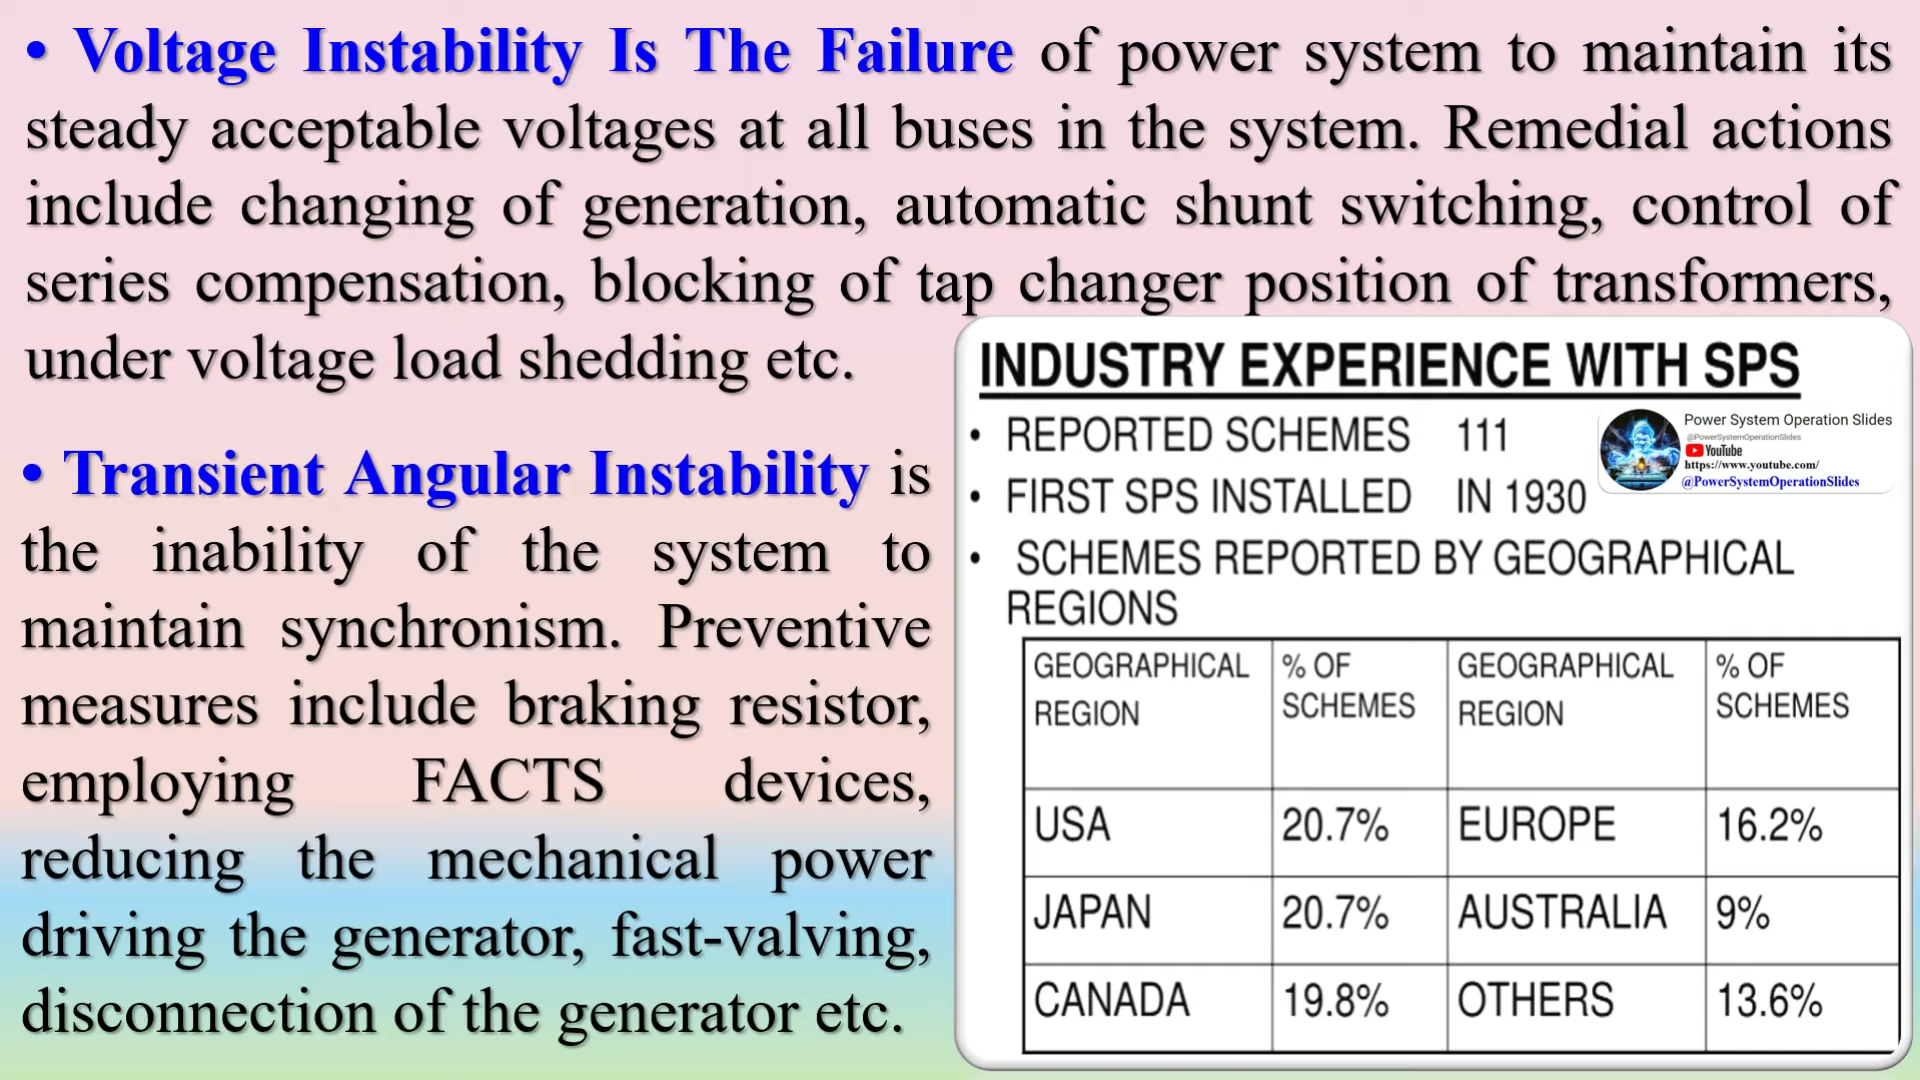 • Voltage Instability Is The Failure of power system to maintain its
steady acceptable voltages at all buses in the system. Remedial actions
include changing of generation, automatic shunt switching, control of
series compensation, blocking of tap changer position of transformers,
under voltage load shedding etc.
• Transient Angular Instability is
the inability of the system to
maintain synchronism. Preventive
measures include braking resistor,
employing FACTS devices,
reducing the mechanical power
driving the generator, fast-valving,
disconnection of the generator etc.
INDUSTRY EXPERIENCE WITH SPS
• REPORTED SCHEMES 111
• FIRST SPS INSTALLED IN 1930
• SCHEMES REPORTED BY GEOGRAPHICAL
REGIONS
Power System Operation Slides
@PowerSystemOperationSlides
YouTube
https://www.youtube.com/
@PowerSystemOperationSlides
GEOGRAPHICAL REGION % OF SCHEMES GEOGRAPHICAL REGION % OF SCHEMES
USA 20.7% EUROPE 16.2%
JAPAN 20.7% AUSTRALIA 9%
CANADA 19.8% OTHERS 13.6%